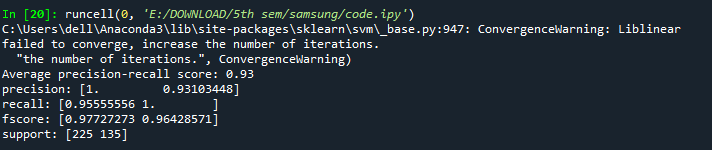 In [20]: runcell(0, 'E:/DOWNLOAD/5th sem/samsung/code.ipy')
C:\Users\dell\Anaconda3\lib\site-packages\sklearn\svm\_base.py:947: ConvergenceWarning: Liblinear
failed to converge, increase the number of iterations.
  "the number of iterations.", ConvergenceWarning)
Average precision-recall score: 0.93
precision: [1.         0.93103448]
recall: [0.95555556 1.        ]
fscore: [0.97727273 0.96428571]
support: [225 135]